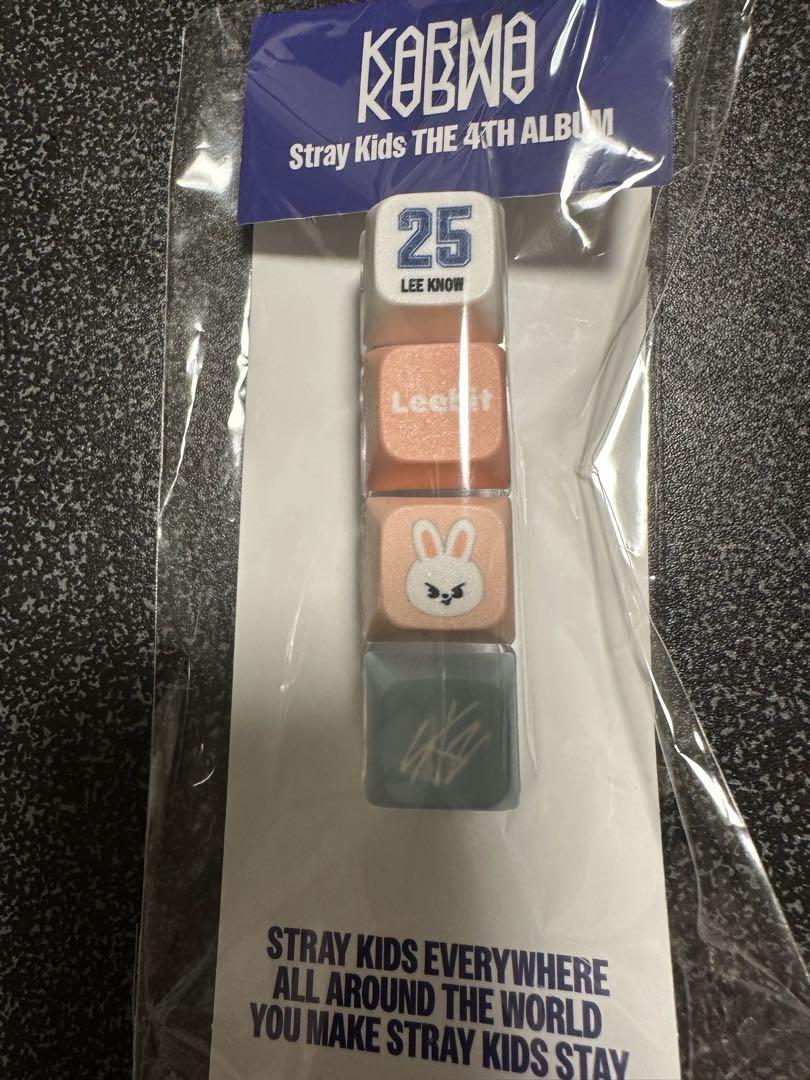 KARMA
Stray Kids THE 4TH ALBUM
25
LEE KNOW
Leebit
SKZ
STRAY KIDS EVERYWHERE
ALL AROUND THE WORLD
YOU MAKE STRAY KIDS STAY